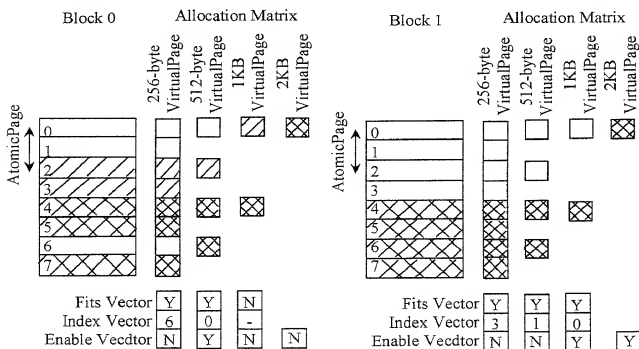 Block 0
Allocation Matrix
256-byte VirtualPage
512-byte VirtualPage
1KB VirtualPage
2KB VirtualPage
AtomicPage
0
1
2
3
4
5
6
7
Fits Vector Y Y N
Index Vector 6 0 -
Enable Vecdtor N Y N N
Block 1
Allocation Matrix
256-byte VirtualPage
512-byte VirtualPage
1KB VirtualPage
2KB VirtualPage
AtomicPage
0
1
2
3
4
5
6
7
Fits Vector Y Y Y
Index Vector 3 1 0
Enable Vecdtor N N Y Y